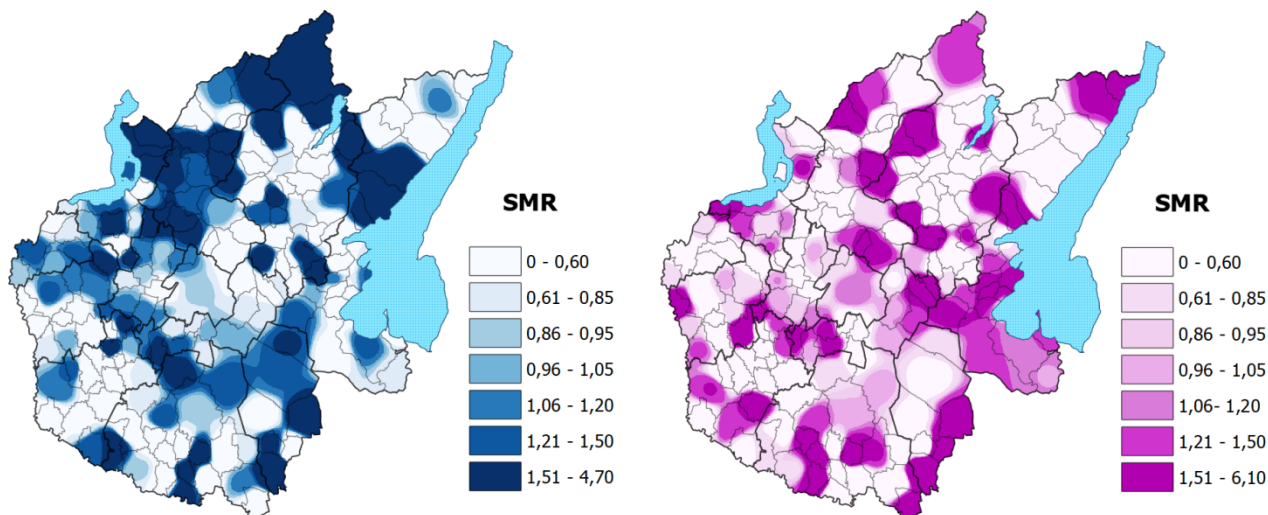 SMR
0 - 0,60
0,61 - 0,85
0,86 - 0,95
0,96 - 1,05
1,06 - 1,20
1,21 - 1,50
1,51 - 4,70
SMR
0 - 0,60
0,61 - 0,85
0,86 - 0,95
0,96 - 1,05
1,06- 1,20
1,21 - 1,50
1,51 - 6,10